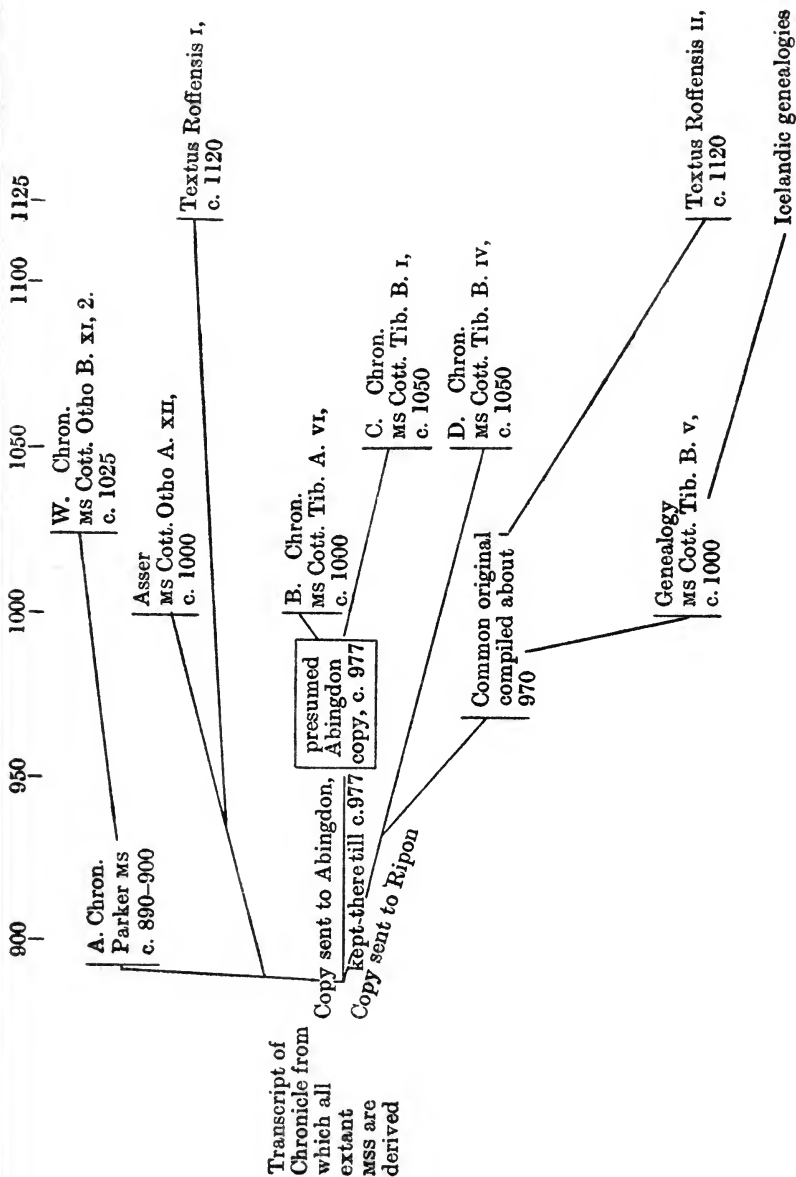 900
950
1000
1050
1100
1125
W. Chron.
MS Cott. Otho B. XI, 2.
c. 1025
A. Chron.
Parker MS
c. 890–900
Asser
MS Cott. Otho A. XII,
c. 1000
Textus Roffensis I,
c. 1120
Transcript of
Chronicle from
which all
extant
MSS are
derived
Copy sent to Abingdon,
kept there till c. 977
Copy sent to Ripon
presumed
Abingdon
copy, c. 977
B. Chron.
MS Cott. Tib. A. VI,
c. 1000
C. Chron.
MS Cott. Tib. B. I,
c. 1050
D. Chron.
MS Cott. Tib. B. IV,
c. 1050
Common original
compiled about
970
Genealogy
MS Cott. Tib. B. V,
c. 1000
Textus Roffensis II,
c. 1120
Icelandic genealogies